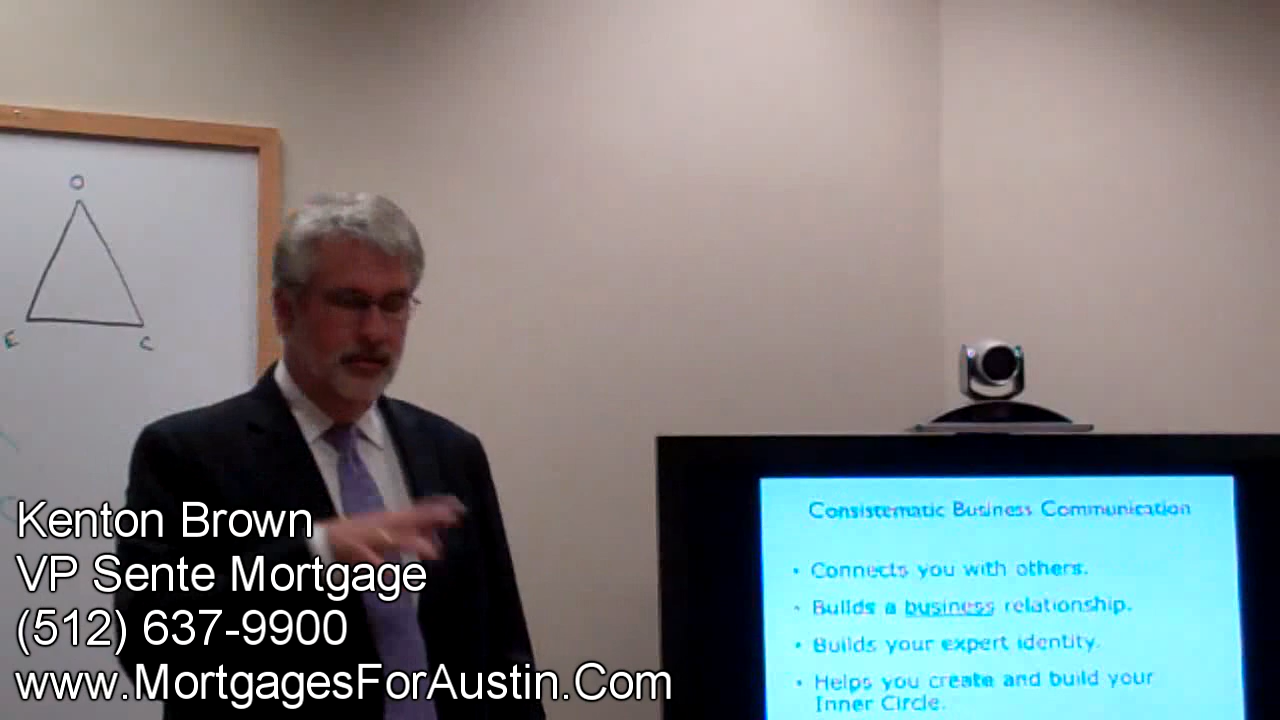 O
E
C
Kenton Brown
VP Sente Mortgage
(512) 637-9900
www.MortgagesForAustin.Com
Consistematic Business Communication
• Connects you with others.
• Builds a business relationship.
• Builds your expert identity.
• Helps you create and build your
Inner Circle.